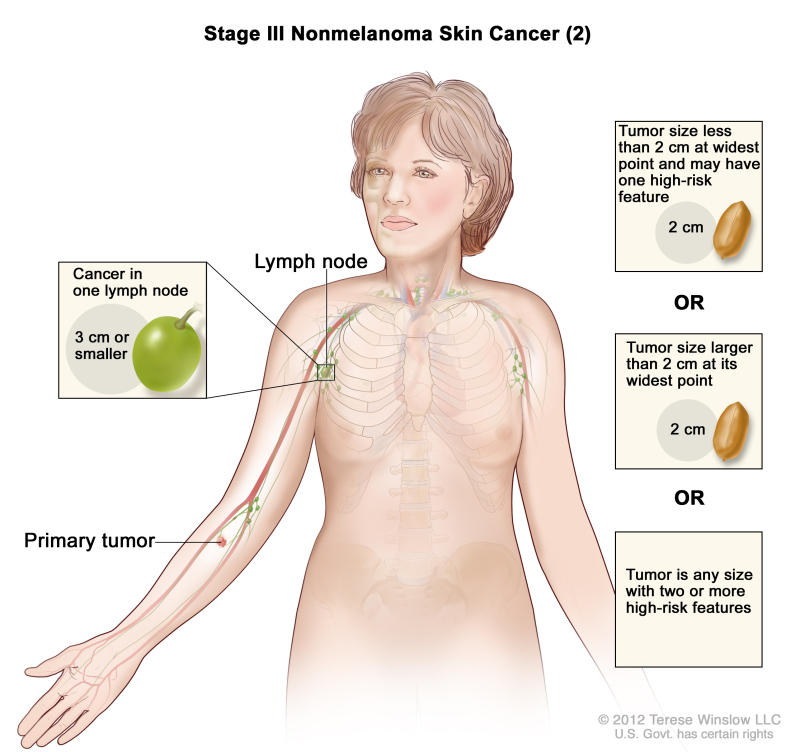 Stage III Nonmelanoma Skin Cancer (2)
Tumor size less
than 2 cm at widest
point and may have
one high-risk
feature
2 cm
OR
Tumor size larger
than 2 cm at its
widest point
2 cm
OR
Tumor is any size
with two or more
high-risk features
Lymph node
Cancer in
one lymph node
3 cm or
smaller
Primary tumor
© 2012 Terese Winslow LLC
U.S. Govt. has certain rights